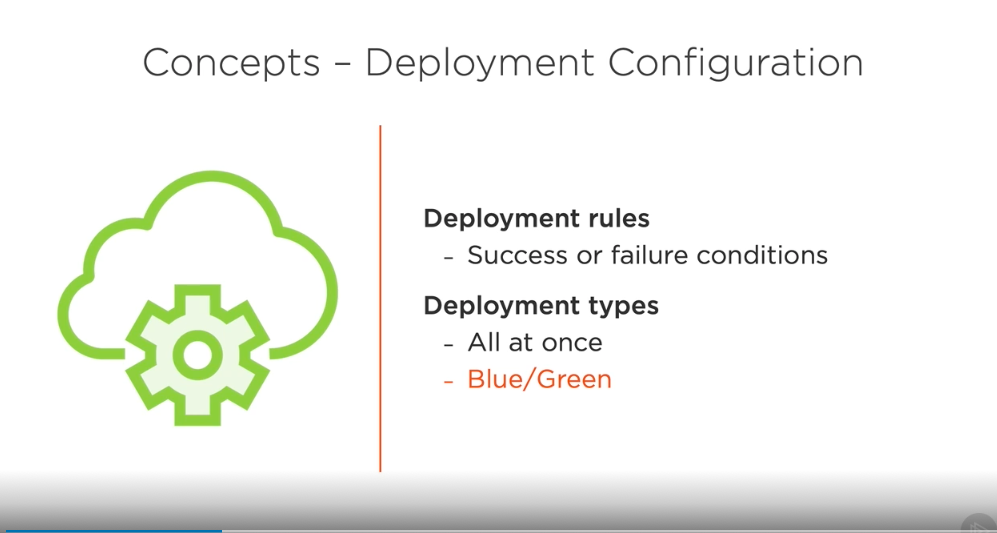 Concepts – Deployment Configuration
Deployment rules
- Success or failure conditions
Deployment types
- All at once
- Blue/Green